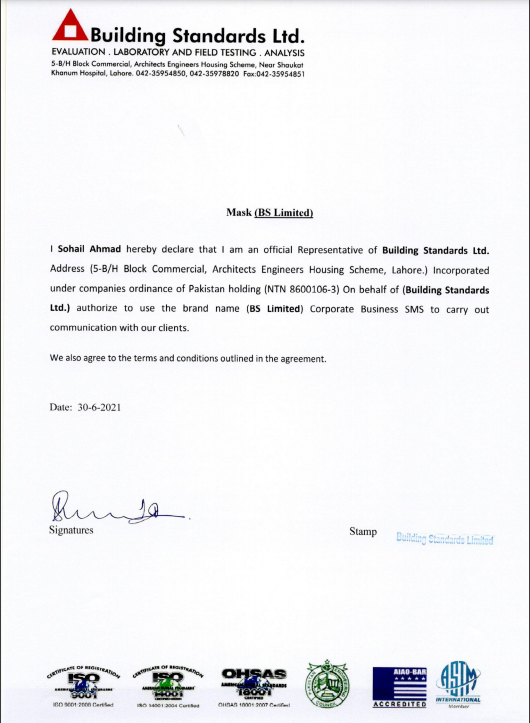 Building Standards Ltd.
EVALUATION . LABORATORY AND FIELD TESTING . ANALYSIS
5-B/H Block Commercial, Architects Engineers Housing Scheme, Near Shaukat
Khanum Hospital, Lahore. 042-35954850, 042-35978820 Fax:042-35954851
Mask (BS Limited)
I Sohail Ahmad hereby declare that I am an official Representative of Building Standards Ltd.
Address (5-B/H Block Commercial, Architects Engineers Housing Scheme, Lahore.) Incorporated
under companies ordinance of Pakistan holding (NTN 8600106-3) On behalf of (Building Standards
Ltd.) authorize to use the brand name (BS Limited) Corporate Business SMS to carry out
communication with our clients.
We also agree to the terms and conditions outlined in the agreement.
Date: 30-6-2021
Signatures
Stamp
Building Standards Limited
CERTIFICATE OF REGISTRATION
ISO
9001
ISO 9001:2008 Certified
CERTIFICATE OF REGISTRATION
ISO
14001
ISO 14001:2004 Certified
OHSAS
18001
OHSAS 18001:2007 Certified
COUNCIL
AIAO-BAR
ACCREDITED
ASTM
INTERNATIONAL
Member